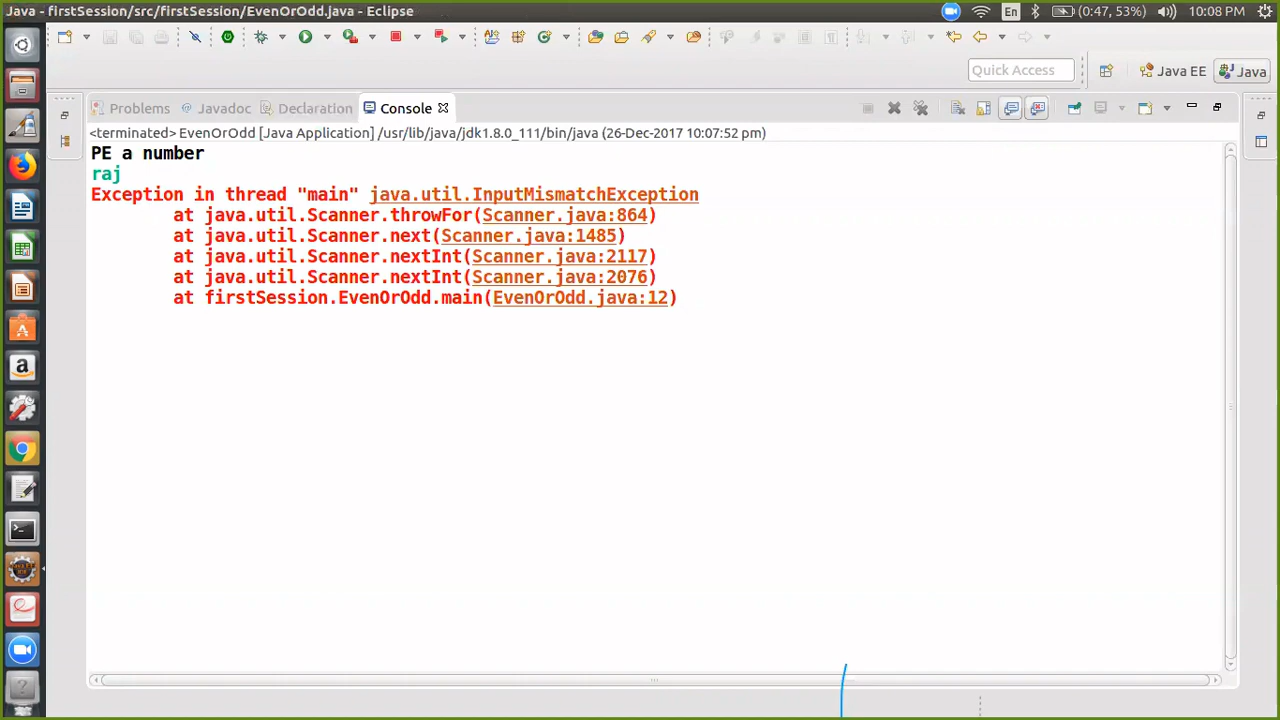 Java - firstSession/src/firstSession/EvenOrOdd.java - Eclipse
En
(0:47, 53%)
10:08 PM
Quick Access
Java EE
Java
Problems
Javadoc
Declaration
Console
<terminated> EvenOrOdd [Java Application] /usr/lib/java/jdk1.8.0_111/bin/java (26-Dec-2017 10:07:52 pm)
PE a number
raj
Exception in thread "main" java.util.InputMismatchException
at java.util.Scanner.throwFor(Scanner.java:864)
at java.util.Scanner.next(Scanner.java:1485)
at java.util.Scanner.nextInt(Scanner.java:2117)
at java.util.Scanner.nextInt(Scanner.java:2076)
at firstSession.EvenOrOdd.main(EvenOrOdd.java:12)